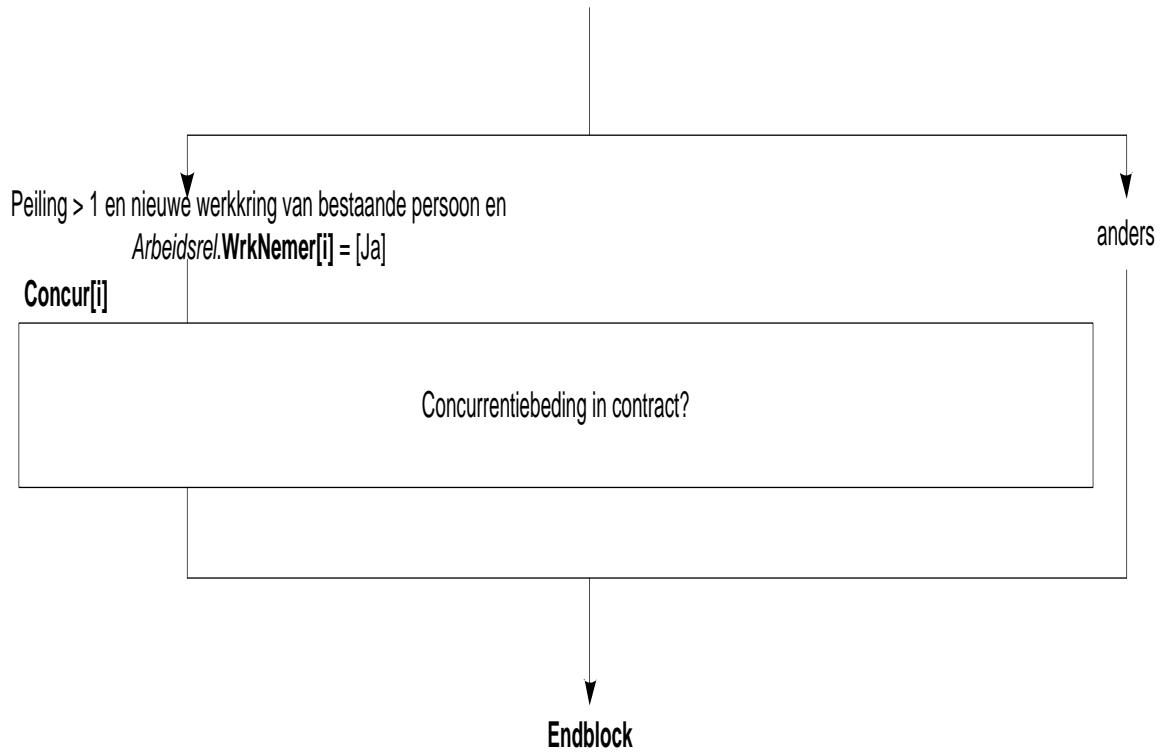 Peiling > 1 en nieuwe werkkring van bestaande persoon en
Arbeidsrel.WrkNemer[i] = [Ja]
anders
Concur[i]
Concurrentiebeding in contract?
Endblock